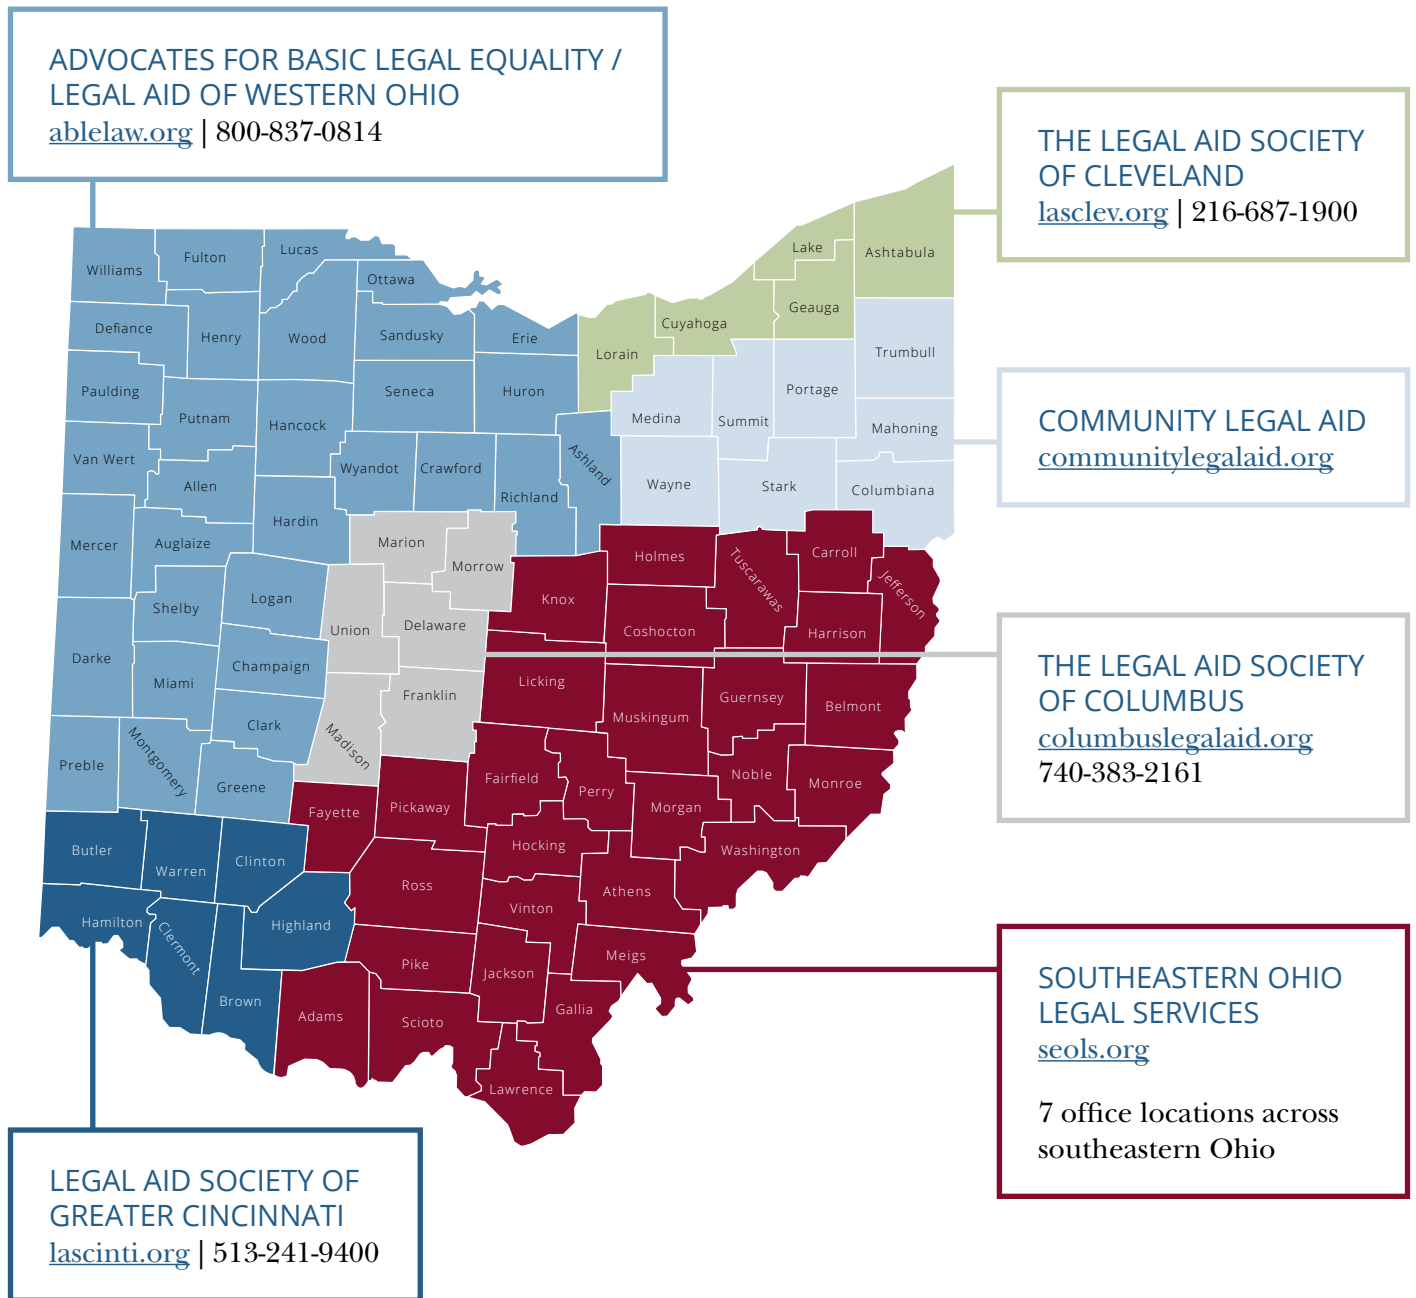 ADVOCATES FOR BASIC LEGAL EQUALITY /
LEGAL AID OF WESTERN OHIO
ablelaw.org | 800-837-0814
THE LEGAL AID SOCIETY
OF CLEVELAND
lasclev.org | 216-687-1900
COMMUNITY LEGAL AID
communitylegalaid.org
THE LEGAL AID SOCIETY
OF COLUMBUS
columbuslegalaid.org
740-383-2161
SOUTHEASTERN OHIO
LEGAL SERVICES
seols.org
7 office locations across
southeastern Ohio
LEGAL AID SOCIETY OF
GREATER CINCINNATI
lascinti.org | 513-241-9400
Williams
Fulton
Lucas
Ottawa
Defiance
Henry
Wood
Sandusky
Erie
Paulding
Putnam
Hancock
Seneca
Huron
Van Wert
Allen
Wyandot
Crawford
Richland
Ashland
Mercer
Auglaize
Hardin
Shelby
Logan
Darke
Miami
Champaign
Clark
Preble
Montgomery
Greene
Lake
Ashtabula
Geauga
Cuyahoga
Lorain
Trumbull
Portage
Medina
Summit
Mahoning
Wayne
Stark
Columbiana
Marion
Morrow
Union
Delaware
Franklin
Madison
Holmes
Tuscarawas
Carroll
Jefferson
Knox
Coshocton
Harrison
Licking
Muskingum
Guernsey
Belmont
Fairfield
Perry
Noble
Monroe
Fayette
Pickaway
Morgan
Hocking
Washington
Ross
Athens
Vinton
Pike
Jackson
Meigs
Adams
Scioto
Gallia
Lawrence
Butler
Warren
Clinton
Hamilton
Clermont
Highland
Brown